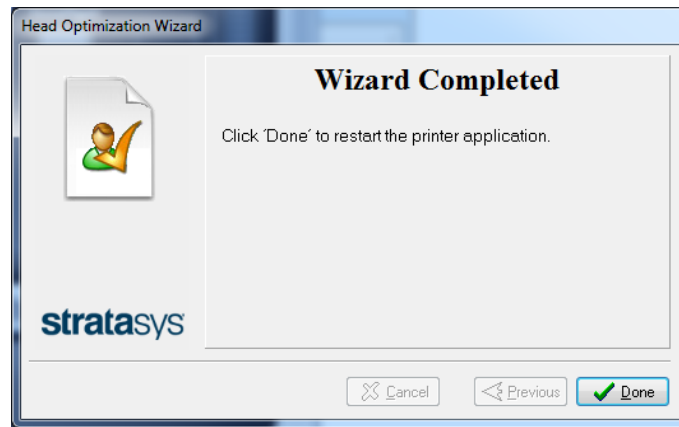 Head Optimization Wizard
Wizard Completed
Click ´Done´ to restart the printer application.
stratasys
Cancel
Previous
Done